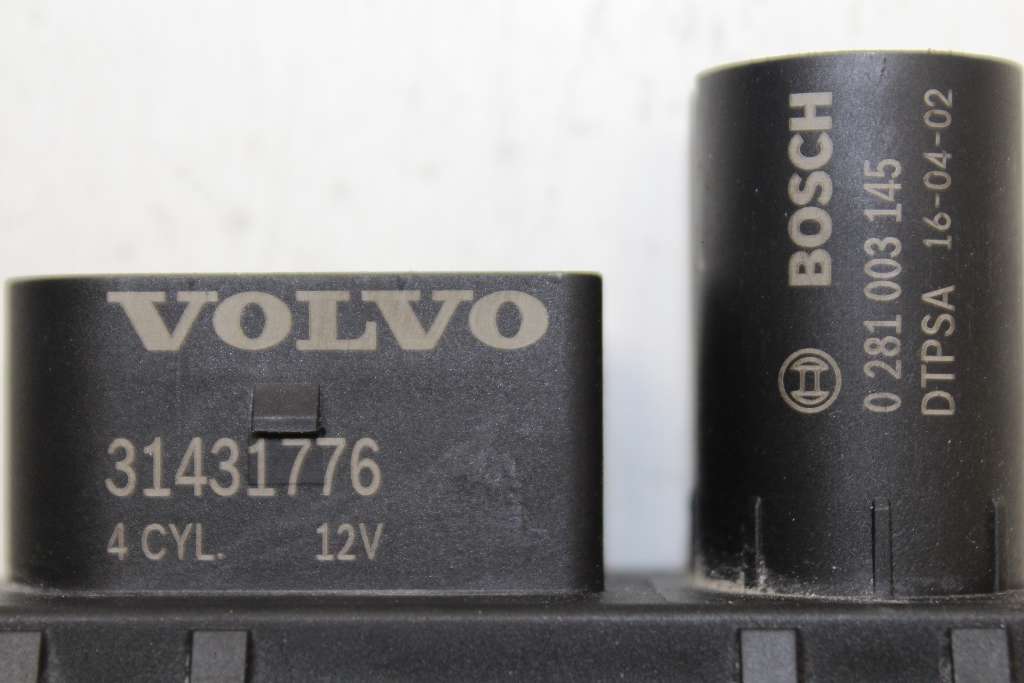 VOLVO
31431776
4 CYL. 12V
BOSCH
0 281 003 145
DTPSA 16-04-02